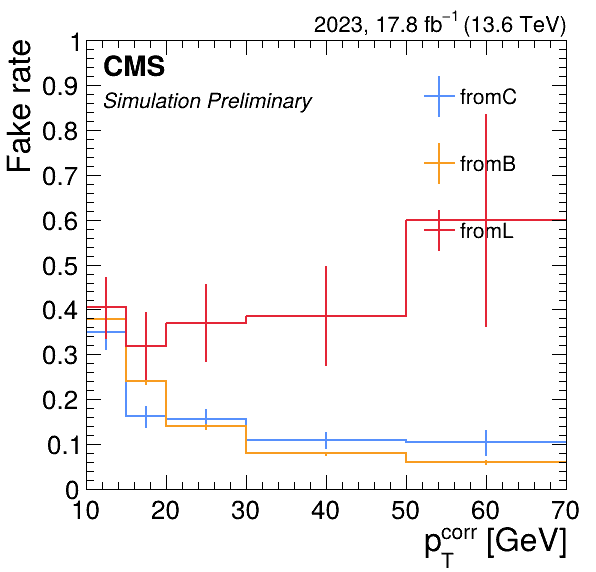 2023, 17.8 fb⁻¹ (13.6 TeV)
Fake rate
CMS
Simulation Preliminary
fromC
fromB
fromL
1
0.9
0.8
0.7
0.6
0.5
0.4
0.3
0.2
0.1
0
10 20 30 40 50 60 70
p_T^corr [GeV]